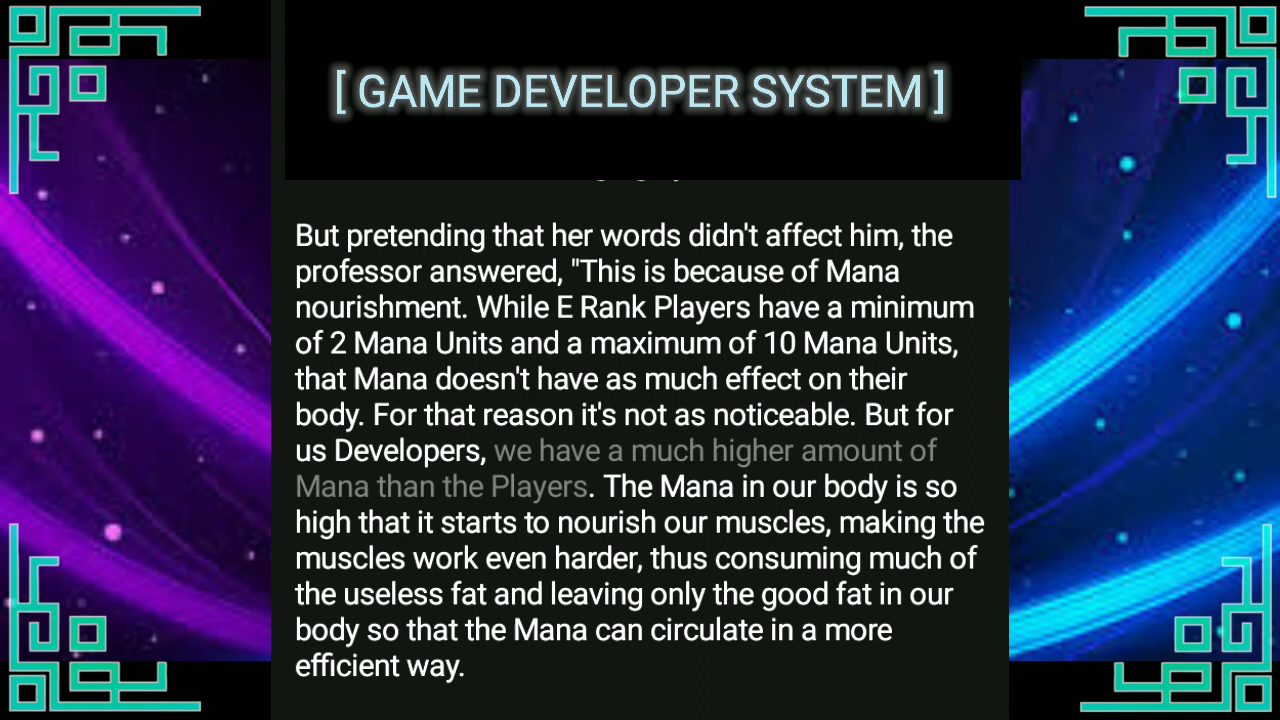 [ GAME DEVELOPER SYSTEM ]
But pretending that her words didn't affect him, the
professor answered, "This is because of Mana
nourishment. While E Rank Players have a minimum
of 2 Mana Units and a maximum of 10 Mana Units,
that Mana doesn't have as much effect on their
body. For that reason it's not as noticeable. But for
us Developers, we have a much higher amount of
Mana than the Players. The Mana in our body is so
high that it starts to nourish our muscles, making the
muscles work even harder, thus consuming much of
the useless fat and leaving only the good fat in our
body so that the Mana can circulate in a more
efficient way.